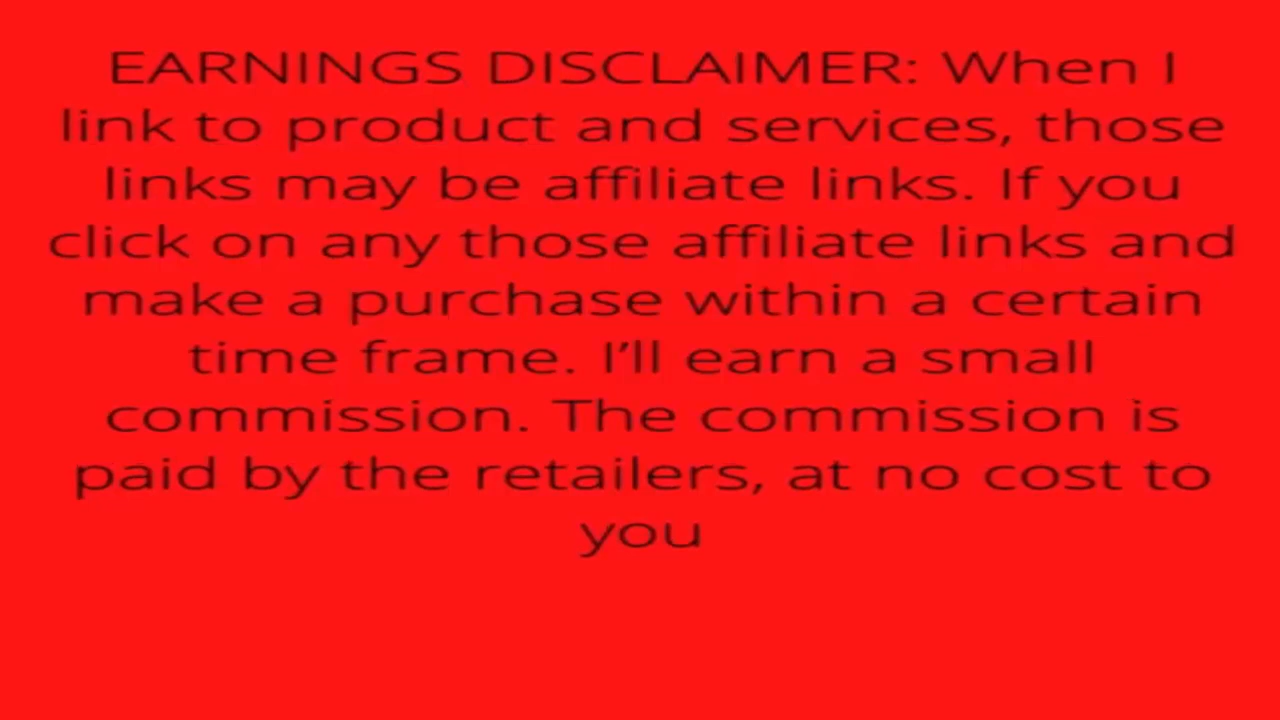 EARNINGS DISCLAIMER: When I
link to product and services, those
links may be affiliate links. If you
click on any those affiliate links and
make a purchase within a certain
time frame. I’ll earn a small
commission. The commission is
paid by the retailers, at no cost to
you